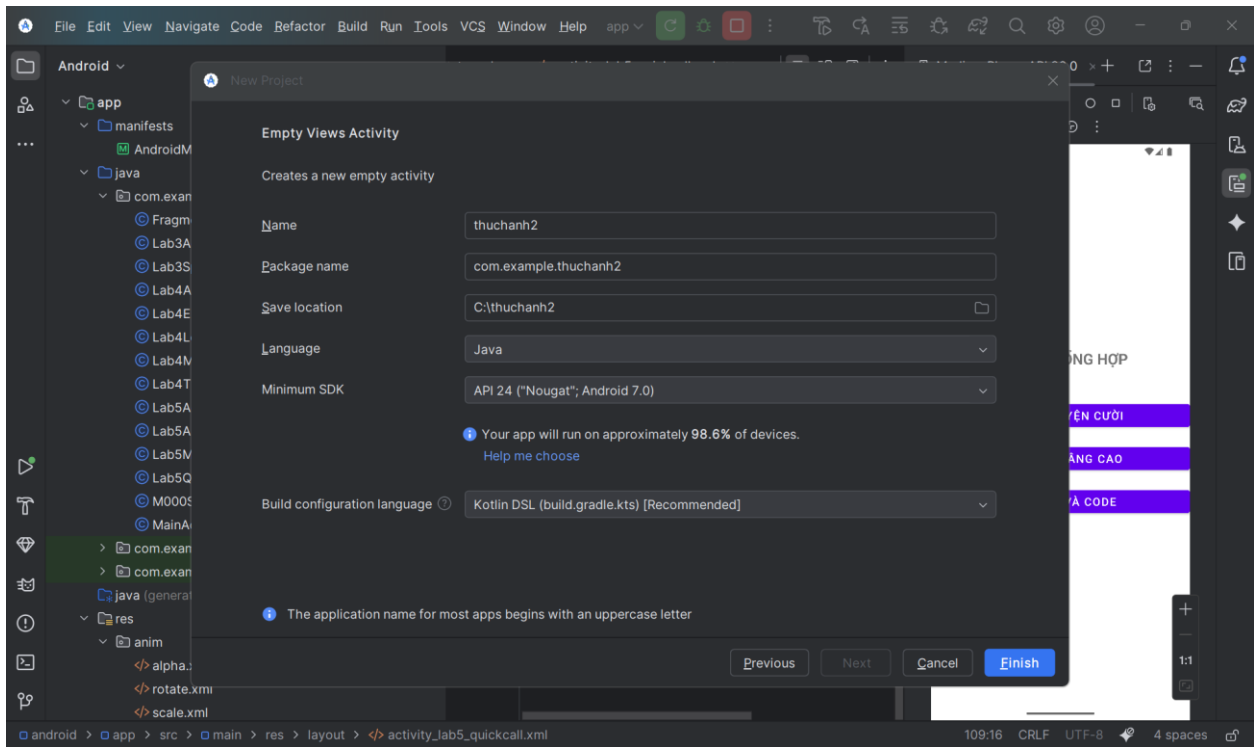 File Edit View Navigate Code Refactor Build Run Tools VCS Window Help app
Android
New Project
app
manifests
AndroidM
java
com.exan
Fragm
Lab3A
Lab3S
Lab4A
Lab4E
Lab4L
Lab4M
Lab4T
Lab5A
Lab5A
Lab5M
Lab5Q
M000S
MainA
com.exan
com.exan
java (generat
res
anim
alpha.x
rotate.xml
scale.xml
Empty Views Activity
Creates a new empty activity
Name thuchanh2
Package name com.example.thuchanh2
Save location C:\thuchanh2
Language Java
Minimum SDK API 24 ("Nougat"; Android 7.0)
Your app will run on approximately 98.6% of devices.
Help me choose
Build configuration language Kotlin DSL (build.gradle.kts) [Recommended]
The application name for most apps begins with an uppercase letter
Previous Next Cancel Finish
ỔNG HỢP
YỆN CƯỜI
ÂNG CAO
VÀ CODE
1:1
android > app > src > main > res > layout > activity_lab5_quickcall.xml
109:16 CRLF UTF-8 4 spaces